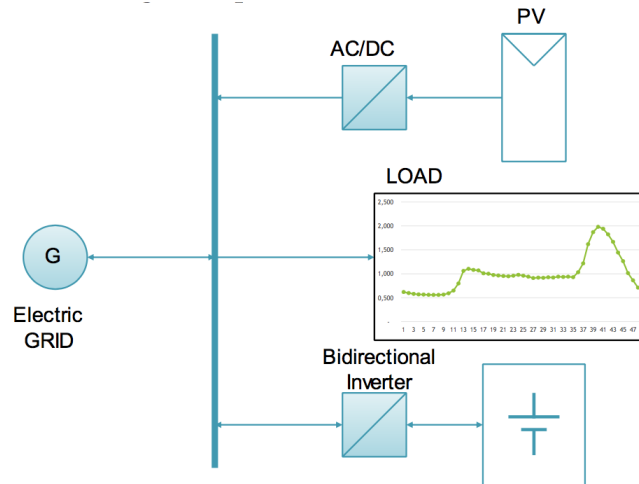 PV
AC/DC
LOAD
2,500
2,000
1,500
1,000
0,500
-
1 3 5 7 9 11 13 15 17 19 21 23 25 27 29 31 33 35 37 39 41 43 45 47
G
Electric
GRID
Bidirectional
Inverter